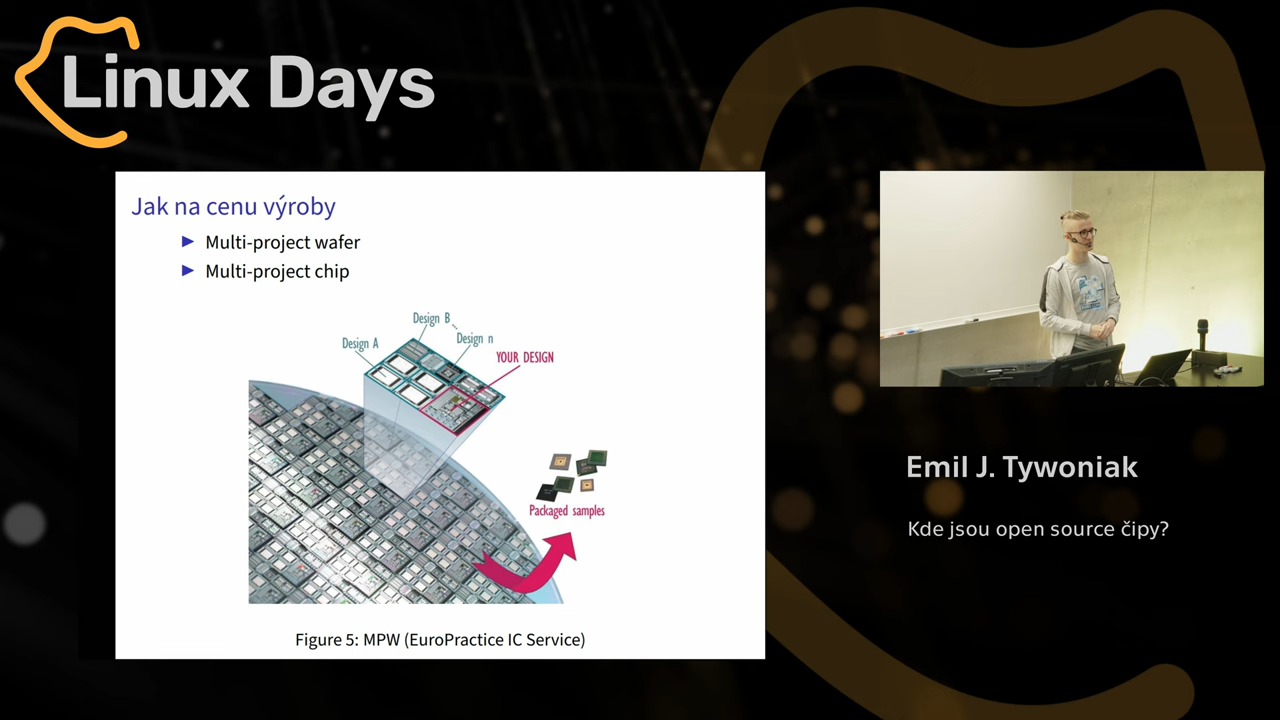 Linux Days
Jak na cenu výroby
Multi-project wafer
Multi-project chip
Design B
Design A
Design n
YOUR DESIGN
Packaged samples
Figure 5: MPW (EuroPractice IC Service)
Emil J. Tywoniak
Kde jsou open source čipy?